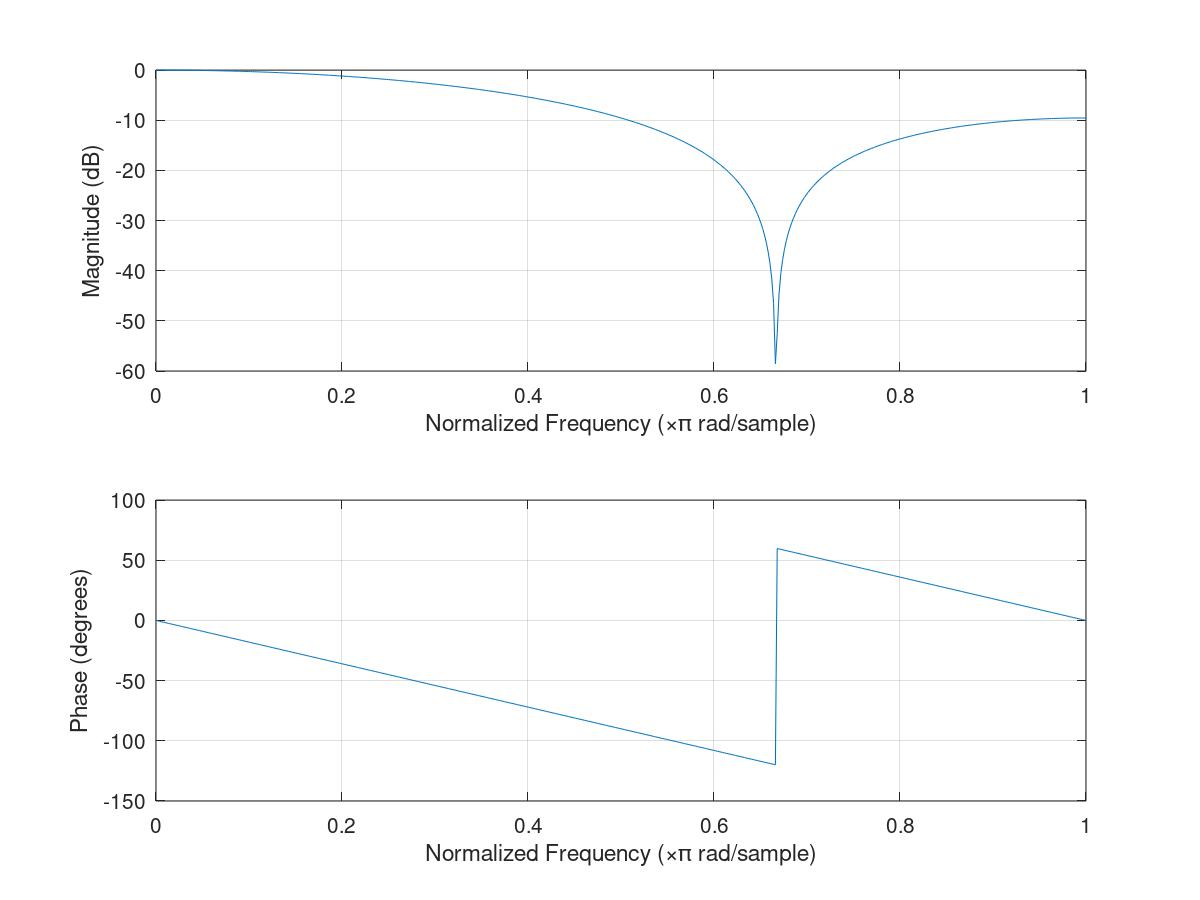 0
-10
-20
-30
-40
-50
-60
Magnitude (dB)
0 0.2 0.4 0.6 0.8 1
Normalized Frequency (×π rad/sample)
100
50
0
-50
-100
-150
Phase (degrees)
0 0.2 0.4 0.6 0.8 1
Normalized Frequency (×π rad/sample)